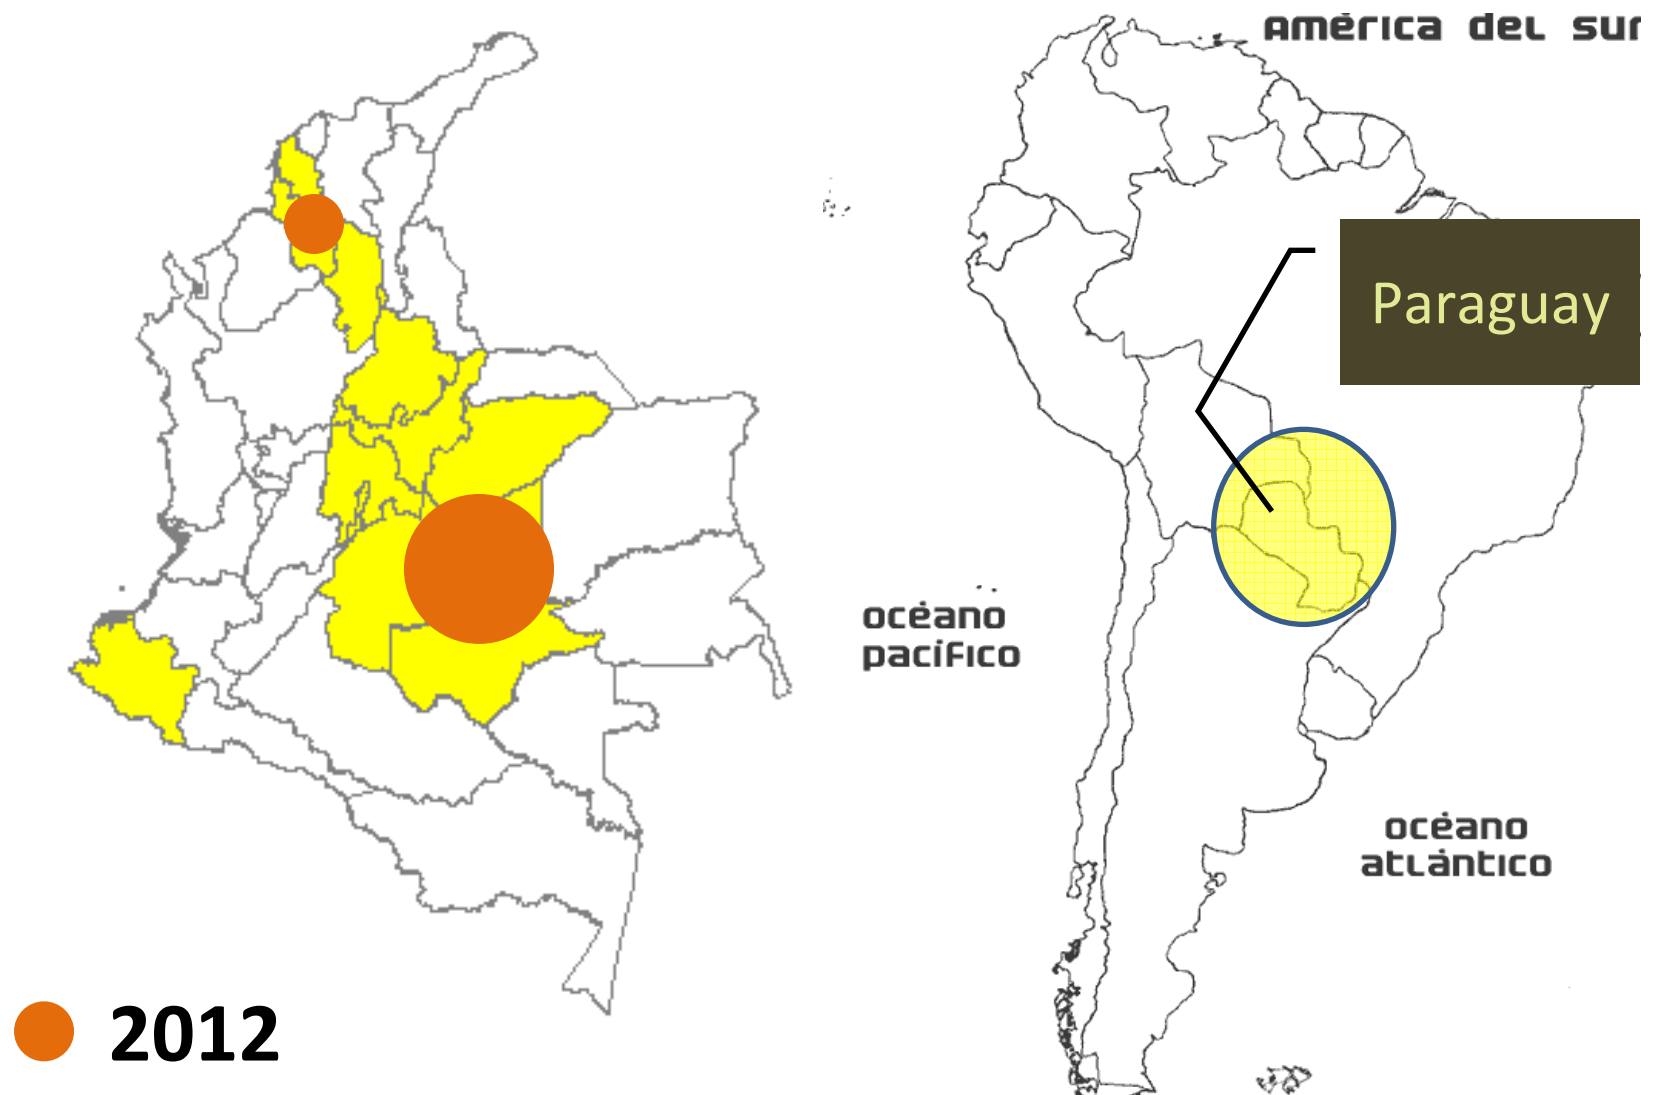 América del sur
Paraguay
océano
pacífico
océano
atlántico
2012